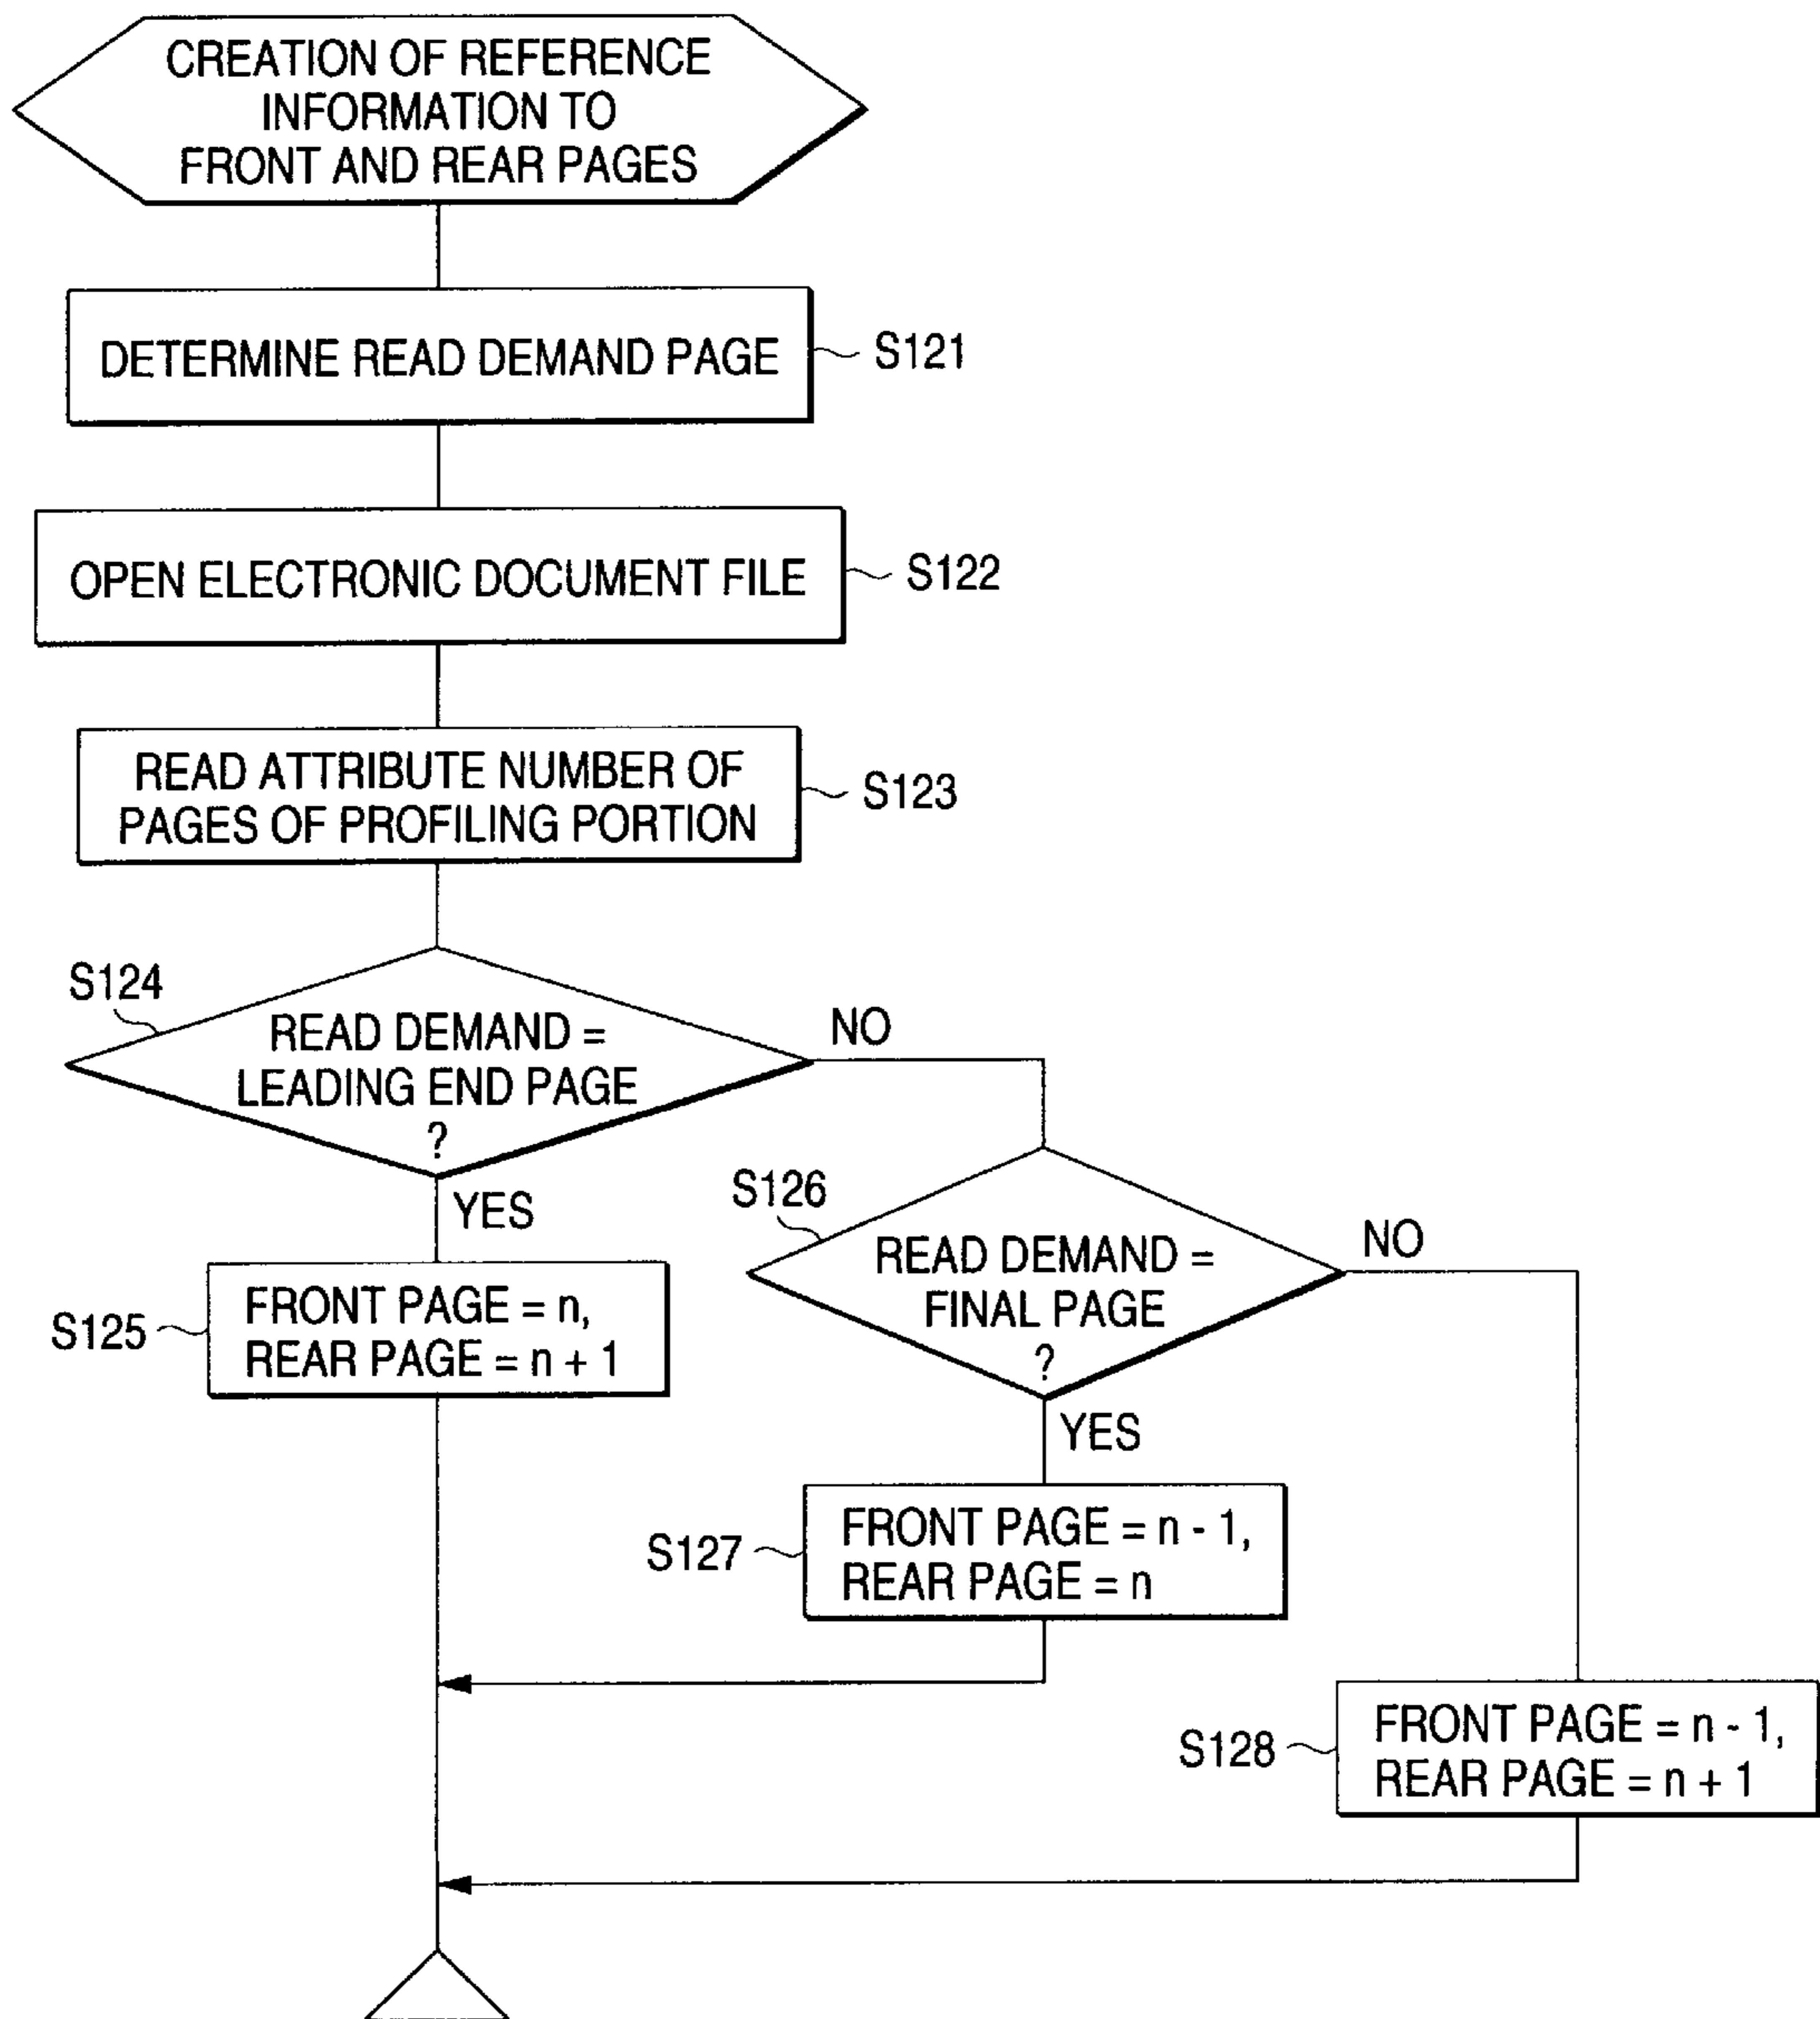 CREATION OF REFERENCE
INFORMATION TO
FRONT AND REAR PAGES
DETERMINE READ DEMAND PAGE
S121
OPEN ELECTRONIC DOCUMENT FILE
S122
READ ATTRIBUTE NUMBER OF
PAGES OF PROFILING PORTION
S123
S124
READ DEMAND =
LEADING END PAGE
?
NO
YES
S125
FRONT PAGE = n,
REAR PAGE = n + 1
S126
READ DEMAND =
FINAL PAGE
?
NO
YES
S127
FRONT PAGE = n - 1,
REAR PAGE = n
S128
FRONT PAGE = n - 1,
REAR PAGE = n + 1